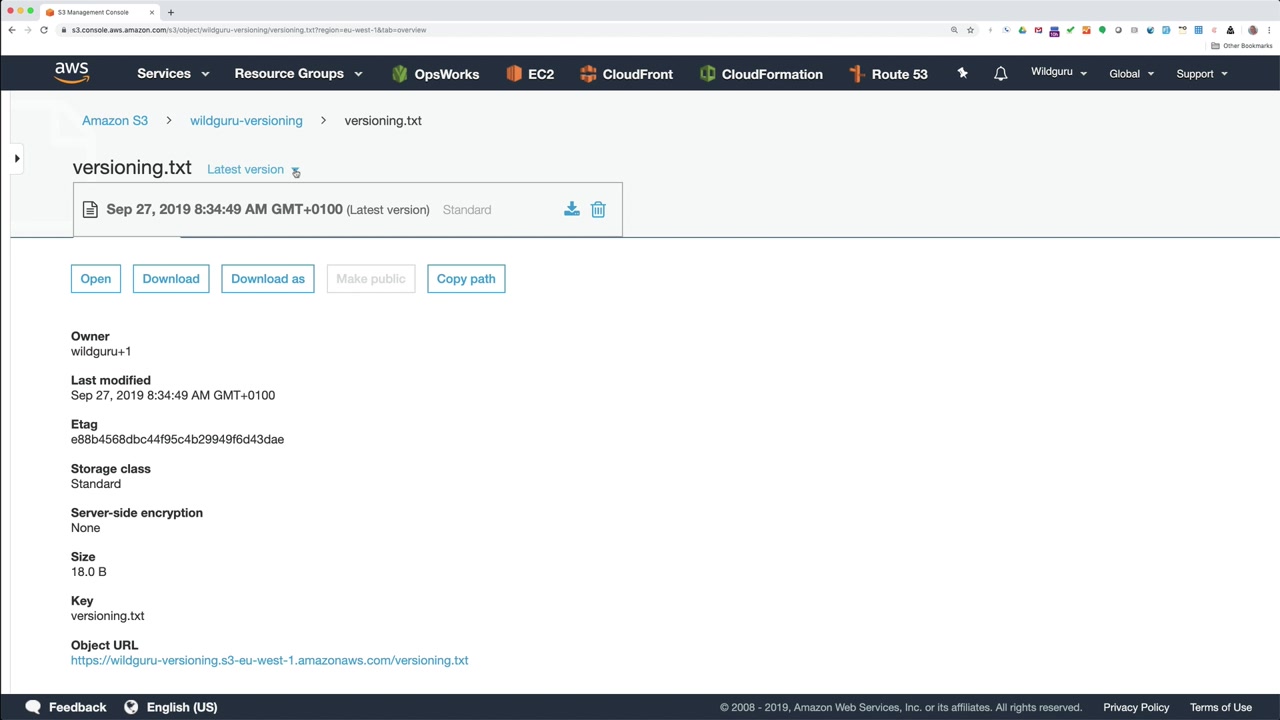 S3 Management Console
s3.console.aws.amazon.com/s3/object/wildguru-versioning/versioning.txt?region=eu-west-1&tab=overview
Other Bookmarks
aws Services Resource Groups OpsWorks EC2 CloudFront CloudFormation Route 53 Wildguru Global Support
Amazon S3 > wildguru-versioning > versioning.txt
versioning.txt Latest version
Sep 27, 2019 8:34:49 AM GMT+0100 (Latest version) Standard
Open Download Download as Make public Copy path
Owner
wildguru+1
Last modified
Sep 27, 2019 8:34:49 AM GMT+0100
Etag
e88b4568dbc44f95c4b29949f6d43dae
Storage class
Standard
Server-side encryption
None
Size
18.0 B
Key
versioning.txt
Object URL
https://wildguru-versioning.s3-eu-west-1.amazonaws.com/versioning.txt
Feedback English (US) © 2008 - 2019, Amazon Web Services, Inc. or its affiliates. All rights reserved. Privacy Policy Terms of Use